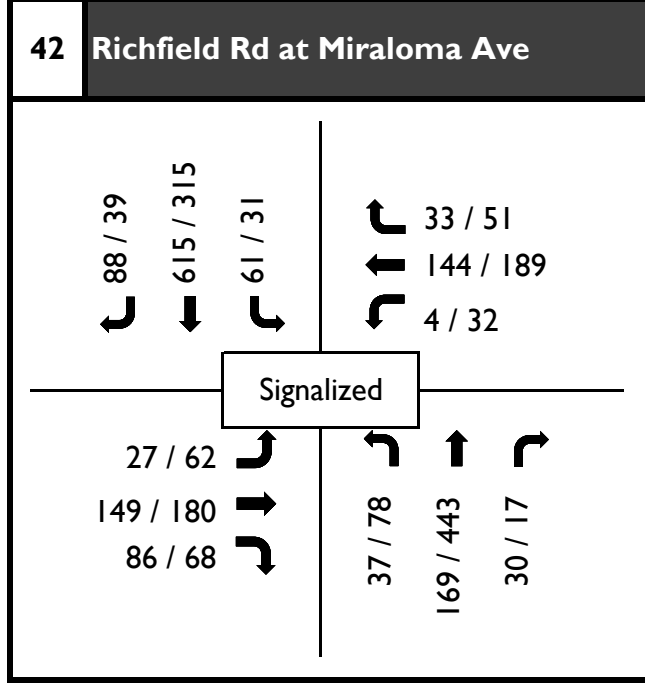 42 Richfield Rd at Miraloma Ave
88 / 39
615 / 315
61 / 31
33 / 51
144 / 189
4 / 32
Signalized
27 / 62
149 / 180
86 / 68
37 / 78
169 / 443
30 / 17